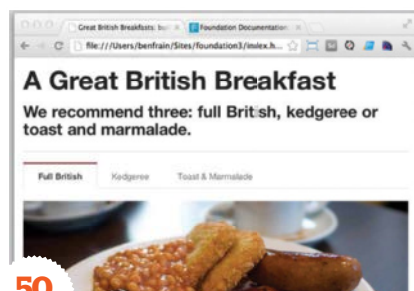 Great British Breakfasts: bu
Foundation Documentation:
file:///Users/benfrain/Sites/foundation3/index.h...
A Great British Breakfast
We recommend three: full British, kedgeree or
toast and marmalade.
Full British Kedgeree Toast & Marmalade
50